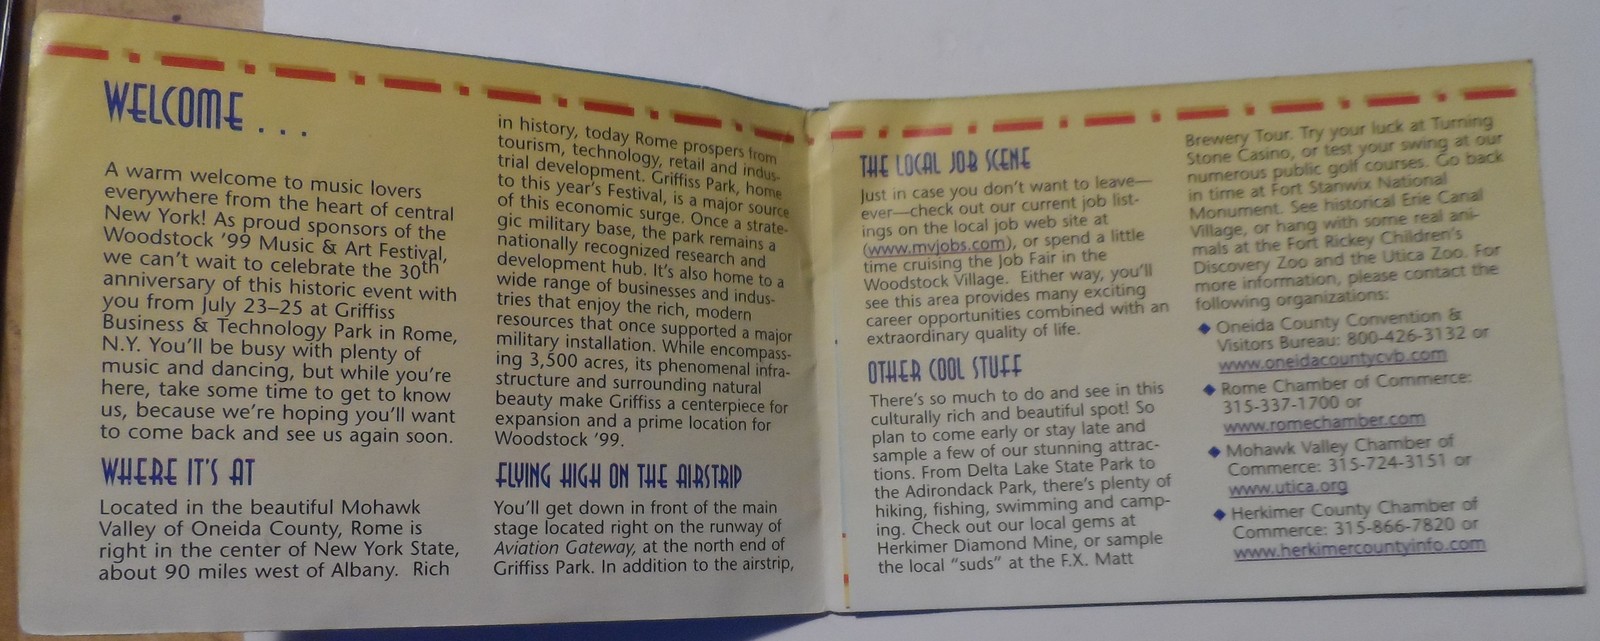 WELCOME . . .
A warm welcome to music lovers
everywhere from the heart of central
New York! As proud sponsors of the
Woodstock '99 Music & Art Festival,
we can't wait to celebrate the 30th
anniversary of this historic event with
you from July 23–25 at Griffiss
Business & Technology Park in Rome,
N.Y. You'll be busy with plenty of
music and dancing, but while you're
here, take some time to get to know
us, because we're hoping you'll want
to come back and see us again soon.
WHERE IT'S AT
Located in the beautiful Mohawk
Valley of Oneida County, Rome is
right in the center of New York State,
about 90 miles west of Albany. Rich
in history, today Rome prospers from
tourism, technology, retail and indus-
trial development. Griffiss Park, home
to this year's Festival, is a major source
of this economic surge. Once a strate-
gic military base, the park remains a
nationally recognized research and
development hub. It's also home to a
wide range of businesses and indus-
tries that enjoy the rich, modern
resources that once supported a major
military installation. While encompass-
ing 3,500 acres, its phenomenal infra-
structure and surrounding natural
beauty make Griffiss a centerpiece for
expansion and a prime location for
Woodstock '99.
FLYING HIGH ON THE AIRSTRIP
You'll get down in front of the main
stage located right on the runway of
Aviation Gateway, at the north end of
Griffiss Park. In addition to the airstrip,
THE LOCAL JOB SCENE
Just in case you don't want to leave—
ever—check out our current job list-
ings on the local job web site at
(www.mvjobs.com), or spend a little
time cruising the Job Fair in the
Woodstock Village. Either way, you'll
see this area provides many exciting
career opportunities combined with an
extraordinary quality of life.
OTHER COOL STUFF
There's so much to do and see in this
culturally rich and beautiful spot! So
plan to come early or stay late and
sample a few of our stunning attrac-
tions. From Delta Lake State Park to
the Adirondack Park, there's plenty of
hiking, fishing, swimming and camp-
ing. Check out our local gems at
Herkimer Diamond Mine, or sample
the local "suds" at the F.X. Matt
Brewery Tour. Try your luck at Turning
Stone Casino, or test your swing at our
numerous public golf courses. Go back
in time at Fort Stanwix National
Monument. See historical Erie Canal
Village, or hang with some real ani-
mals at the Fort Rickey Children's
Discovery Zoo and the Utica Zoo. For
more information, please contact the
following organizations:
◆ Oneida County Convention &
Visitors Bureau: 800-426-3132 or
www.oneidacountycvb.com
◆ Rome Chamber of Commerce:
315-337-1700 or
www.romechamber.com
◆ Mohawk Valley Chamber of
Commerce: 315-724-3151 or
www.utica.org
◆ Herkimer County Chamber of
Commerce: 315-866-7820 or
www.herkimercountyinfo.com